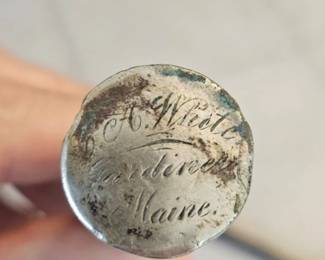 C. A. White
Gardiner,
Maine.